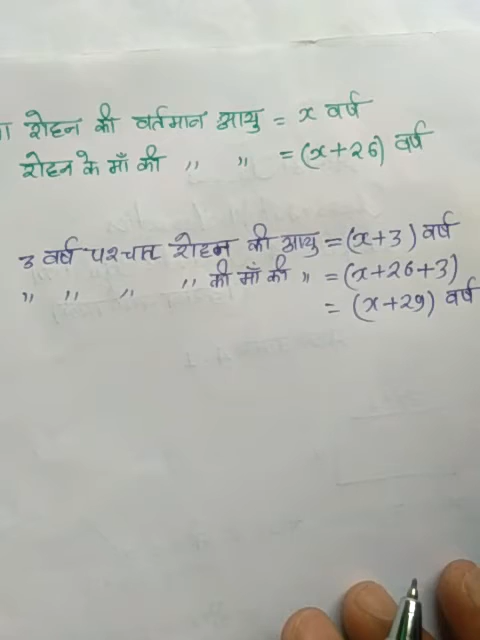 रोहन की वर्तमान आयु = x वर्ष
रोहन के माँ की ,, ,, = (x+26) वर्ष
3 वर्ष पश्चात रोहन की आयु = (x+3) वर्ष
,, ,, ,, ,, की माँ की ,, = (x+26+3)
= (x+29) वर्ष